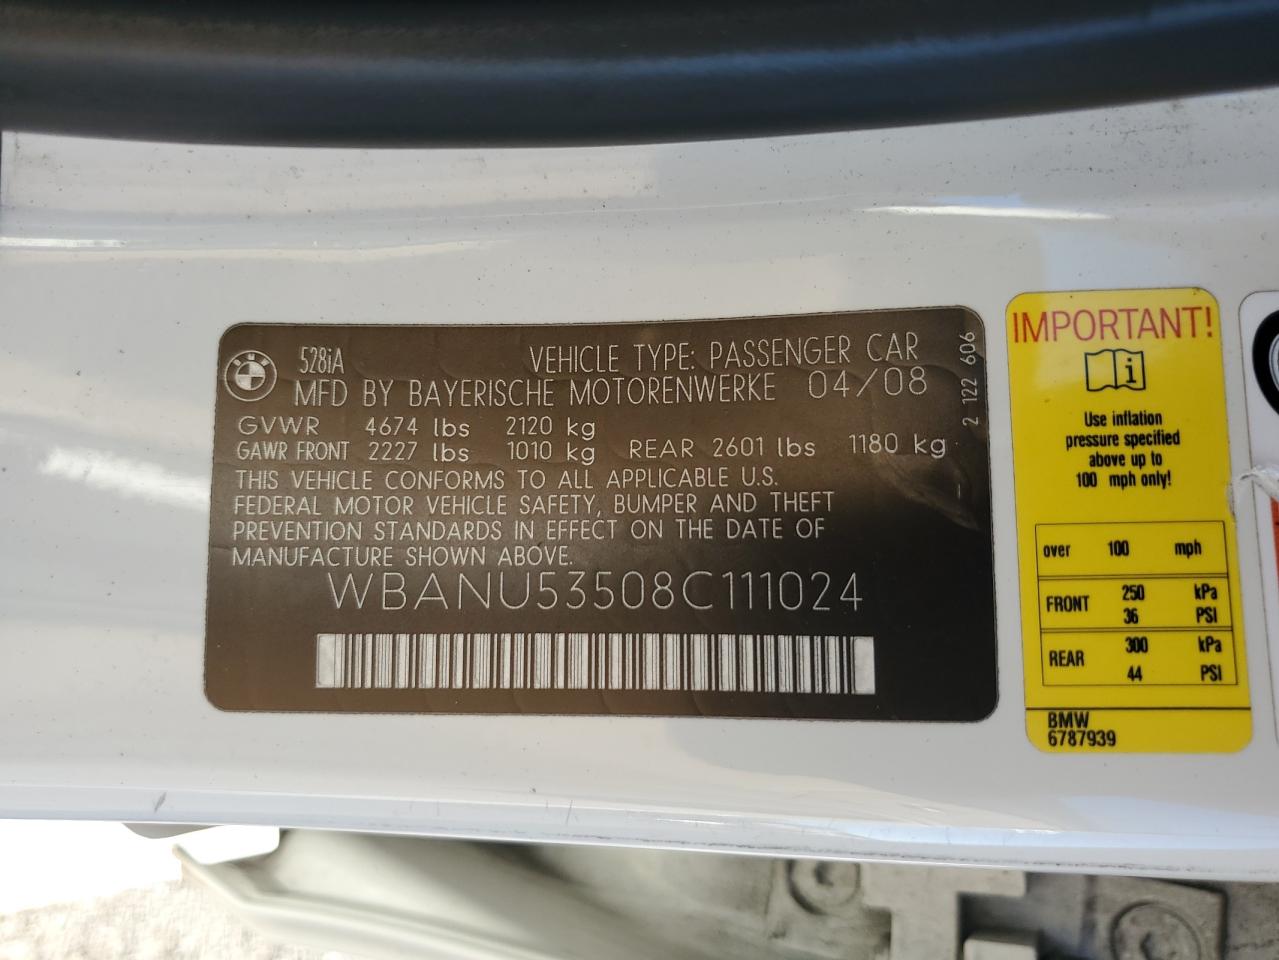 528iA VEHICLE TYPE: PASSENGER CAR
MFD BY BAYERISCHE MOTORENWERKE 04/08
GVWR 4674 lbs 2120 kg
GAWR FRONT 2227 lbs 1010 kg REAR 2601 lbs 1180 kg
THIS VEHICLE CONFORMS TO ALL APPLICABLE U.S.
FEDERAL MOTOR VEHICLE SAFETY, BUMPER AND THEFT
PREVENTION STANDARDS IN EFFECT ON THE DATE OF
MANUFACTURE SHOWN ABOVE.
WBANU53508C111024
2 122 606
IMPORTANT!
Use inflation
pressure specified
above up to
100 mph only!
over 100 mph
FRONT 250 kPa
36 PSI
REAR 300 kPa
44 PSI
BMW
6787939